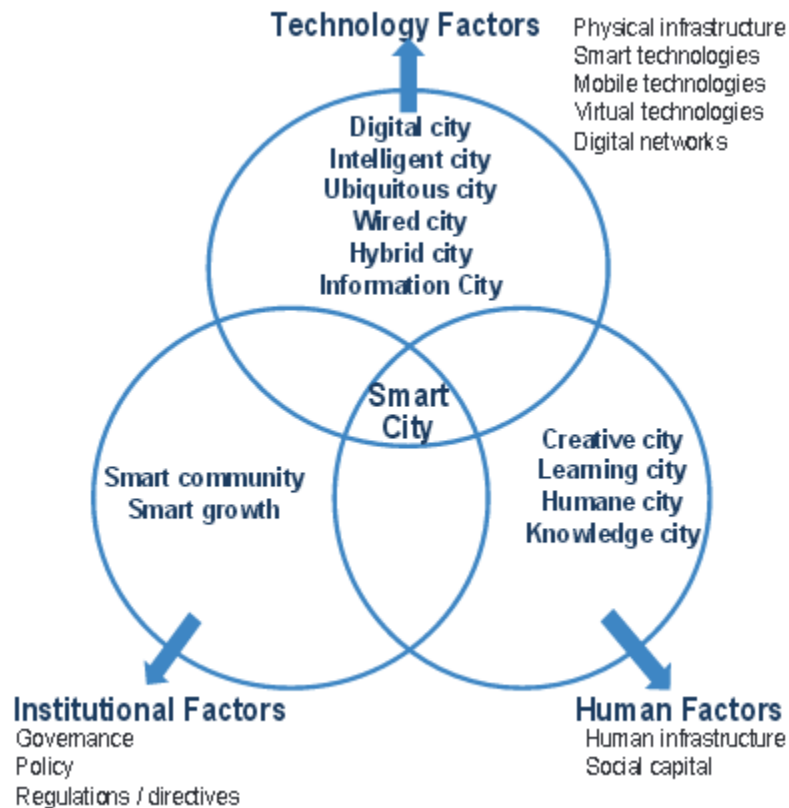 Technology Factors
Physical infrastructure
Smart technologies
Mobile technologies
Virtual technologies
Digital networks
Digital city
Intelligent city
Ubiquitous city
Wired city
Hybrid city
Information City
Smart
City
Smart community
Smart growth
Creative city
Learning city
Humane city
Knowledge city
Institutional Factors
Governance
Policy
Regulations / directives
Human Factors
Human infrastructure
Social capital